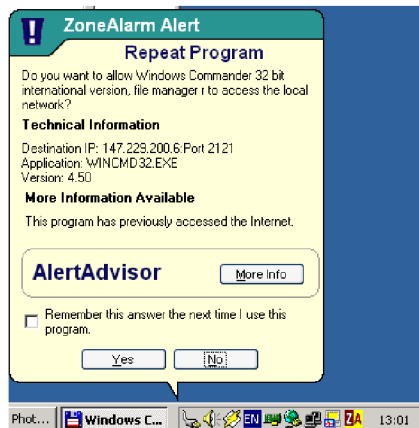 ZoneAlarm Alert
Repeat Program
Do you want to allow Windows Commander 32 bit
international version, file manager r to access the local
network?
Technical Information
Destination IP: 147.229.200.6:Port 2121
Application: WINCMD32.EXE
Version: 4.50
More Information Available
This program has previously accessed the Internet.
AlertAdvisor
More Info
Remember this answer the next time I use this
program.
Yes
No
Phot...
Windows C...
EN
ZA
13:01